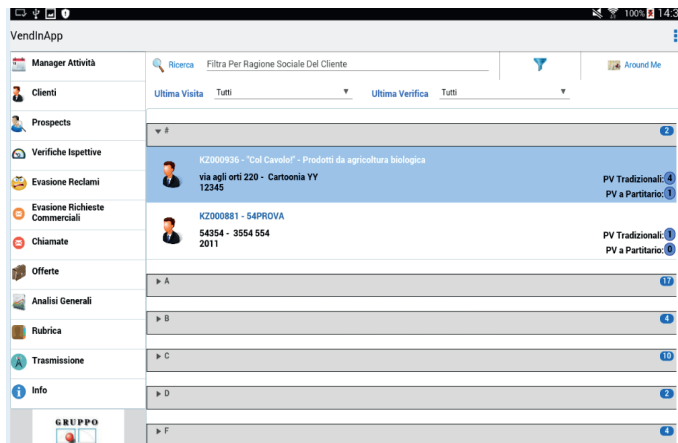 100% 14:3
VendInApp
Manager Attività
Clienti
Prospects
Verifiche Ispettive
Evasione Reclami
Evasione Richieste
Commerciali
Chiamate
Offerte
Analisi Generali
Rubrica
Trasmissione
Info
GRUPPO
Ricerca Filtra Per Ragione Sociale Del Cliente Around Me
Ultima Visita Tutti Ultima Verifica Tutti
# 2
KZ000936 - "Col Cavolo!" - Prodotti da agricoltura biologica
via agli orti 220 - Cartoonia YY
12345
PV Tradizionali: 4
PV a Partitario: 1
KZ000881 - 54PROVA
54354 - 3554 554
2011
PV Tradizionali: 1
PV a Partitario: 0
A 17
B 4
C 10
D 2
F 4